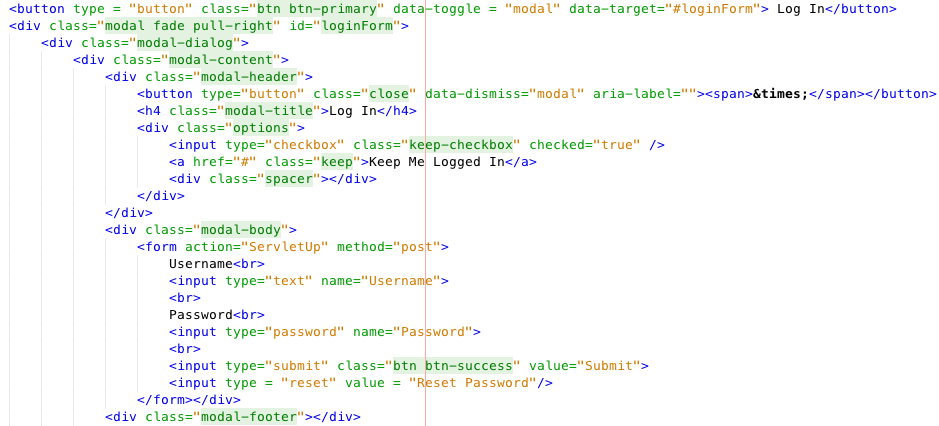 <button type = "button" class="btn btn-primary" data-toggle = "modal" data-target="#loginForm"> Log In</button>
<div class="modal fade pull-right" id="loginForm">
<div class="modal-dialog">
<div class="modal-content">
<div class="modal-header">
<button type="button" class="close" data-dismiss="modal" aria-label=""><span>&times;</span></button>
<h4 class="modal-title">Log In</h4>
<div class="options">
<input type="checkbox" class="keep-checkbox" checked="true" />
<a href="#" class="keep">Keep Me Logged In</a>
<div class="spacer"></div>
</div>
</div>
<div class="modal-body">
<form action="ServletUp" method="post">
Username<br>
<input type="text" name="Username">
<br>
Password<br>
<input type="password" name="Password">
<br>
<input type="submit" class="btn btn-success" value="Submit">
<input type = "reset" value = "Reset Password"/>
</form></div>
<div class="modal-footer"></div>